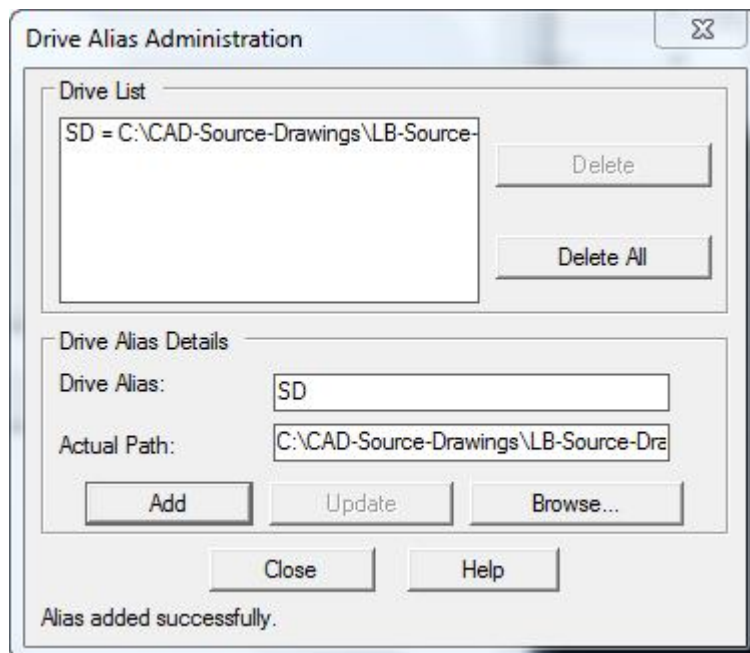 Drive Alias Administration
Drive List
SD = C:\CAD-Source-Drawings\LB-Source-
Delete
Delete All
Drive Alias Details
Drive Alias:
SD
Actual Path:
C:\CAD-Source-Drawings\LB-Source-Dra
Add
Update
Browse...
Close
Help
Alias added successfully.